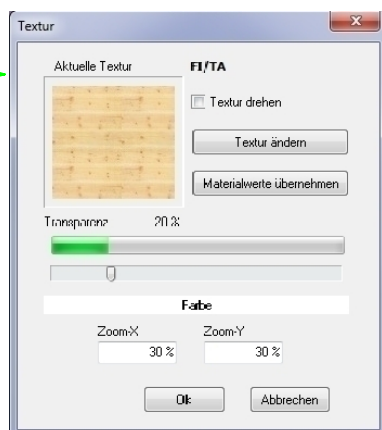 Textur
Aktuelle Textur FI/TA
Textur drehen
Textur ändern
Materialwerte übernehmen
Transparenz 20 %
Farbe
Zoom-X Zoom-Y
30 % 30 %
Ok Abbrechen